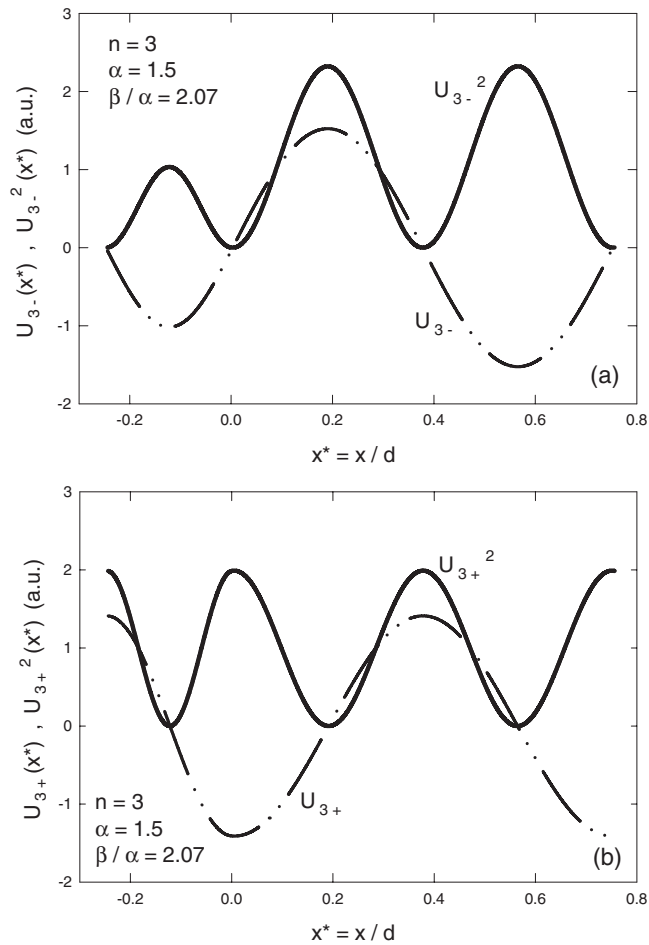 3
n = 3
α = 1.5
β / α = 2.07
U₃₋²
2
1
0
U₃₋
-1
(a)
-2
-0.2 0.0 0.2 0.4 0.6 0.8
x* = x / d
U₃₋(x*) , U₃₋²(x*) (a.u.)
3
U₃₊²
2
1
0
U₃₊
-1
n = 3
α = 1.5
β / α = 2.07
(b)
-2
-0.2 0.0 0.2 0.4 0.6 0.8
x* = x / d
U₃₊(x*) , U₃₊²(x*) (a.u.)